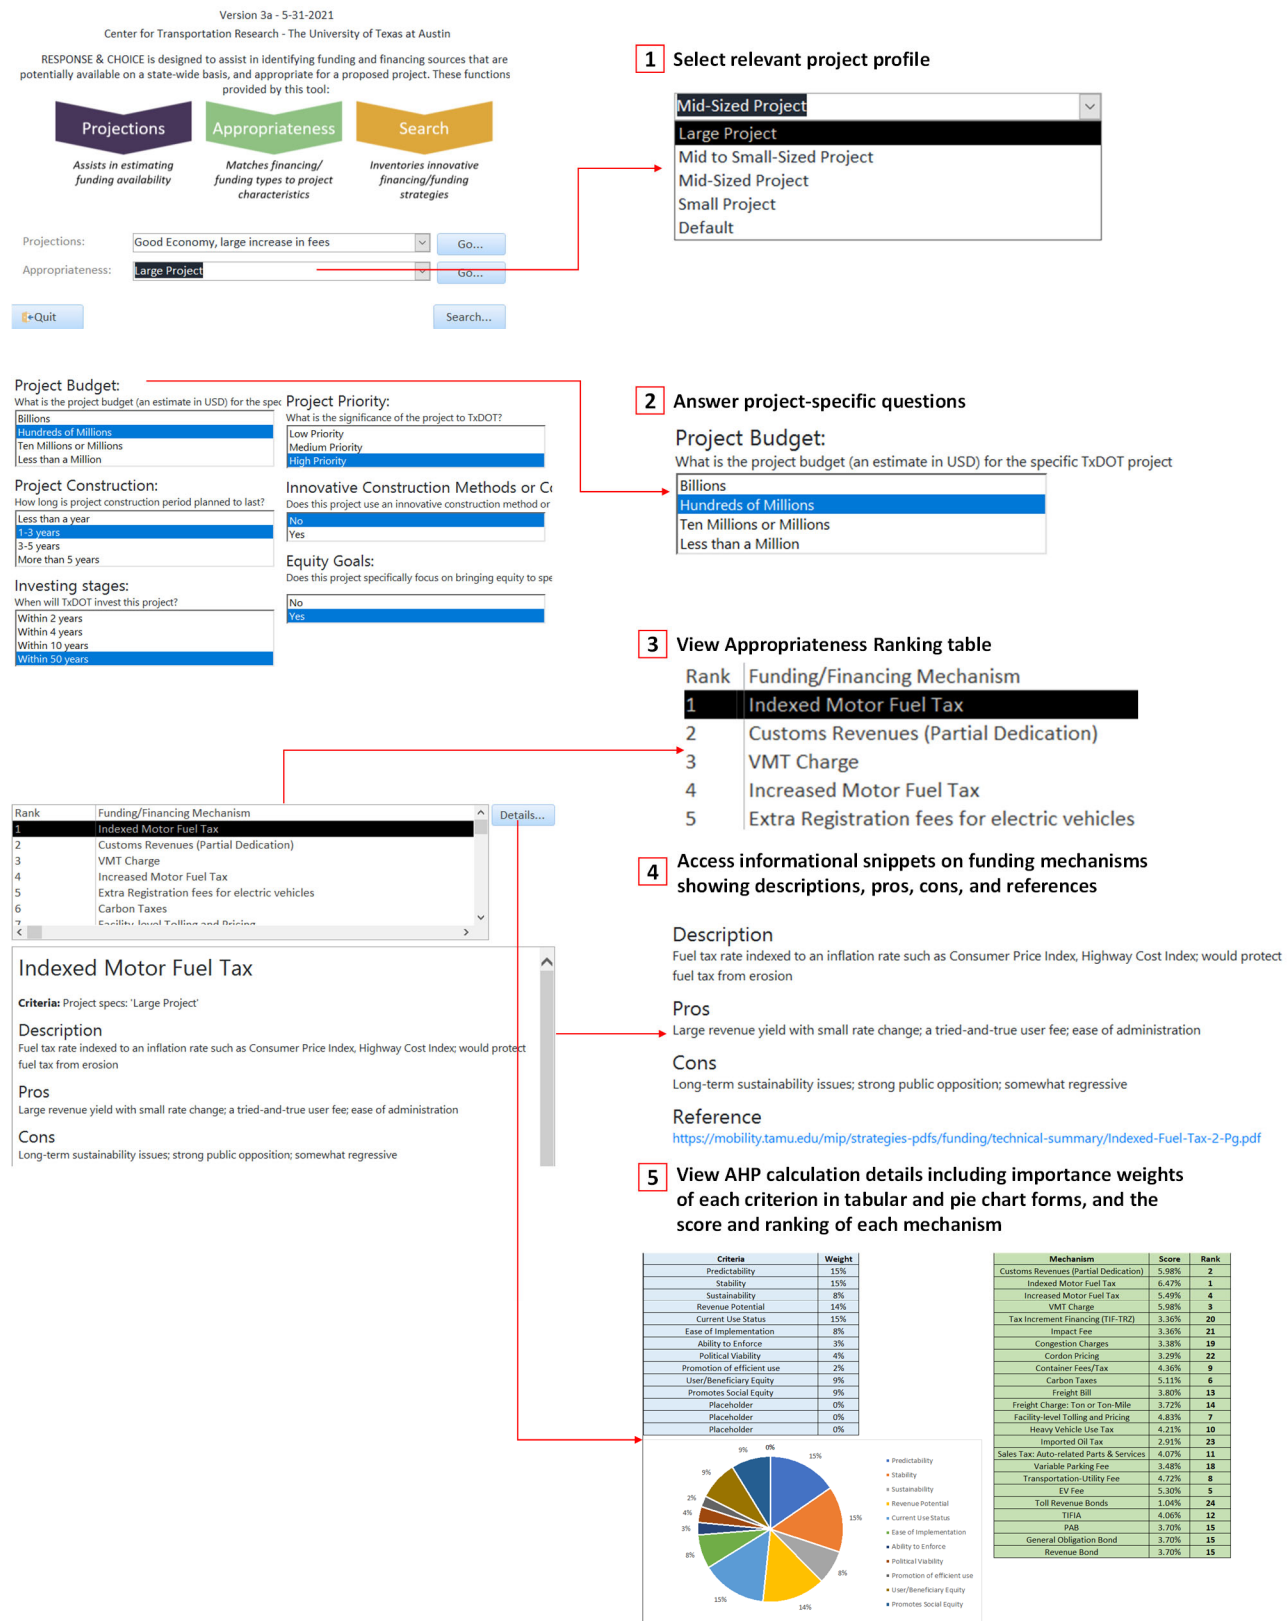 Version 3a - 5-31-2021
Center for Transportation Research - The University of Texas at Austin
RESPONSE & CHOICE is designed to assist in identifying funding and financing sources that are
potentially available on a state-wide basis, and appropriate for a proposed project. These functions
provided by this tool:
Projections
Appropriateness
Search
Assists in estimating
funding availability
Matches financing/
funding types to project
characteristics
Inventories innovative
financing/funding
strategies
Projections:
Good Economy, large increase in fees
Go...
Appropriateness:
Large Project
Go...
Quit
Search...
1 Select relevant project profile
Mid-Sized Project
Large Project
Mid to Small-Sized Project
Mid-Sized Project
Small Project
Default
Project Budget:
What is the project budget (an estimate in USD) for the spec
Billions
Hundreds of Millions
Ten Millions or Millions
Less than a Million
Project Construction:
How long is project construction period planned to last?
Less than a year
1-3 years
3-5 years
More than 5 years
Investing stages:
When will TxDOT invest this project?
Within 2 years
Within 4 years
Within 10 years
Within 50 years
Project Priority:
What is the significance of the project to TxDOT?
Low Priority
Medium Priority
High Priority
Innovative Construction Methods or Co
Does this project use an innovative construction method or
No
Yes
Equity Goals:
Does this project specifically focus on bringing equity to spe
No
Yes
2 Answer project-specific questions
Project Budget:
What is the project budget (an estimate in USD) for the specific TxDOT project
Billions
Hundreds of Millions
Ten Millions or Millions
Less than a Million
3 View Appropriateness Ranking table
Rank Funding/Financing Mechanism
1 Indexed Motor Fuel Tax
2 Customs Revenues (Partial Dedication)
3 VMT Charge
4 Increased Motor Fuel Tax
5 Extra Registration fees for electric vehicles
Rank Funding/Financing Mechanism
1 Indexed Motor Fuel Tax
2 Customs Revenues (Partial Dedication)
3 VMT Charge
4 Increased Motor Fuel Tax
5 Extra Registration fees for electric vehicles
6 Carbon Taxes
7 Facility-level Tolling and Pricing
Details...
Indexed Motor Fuel Tax
Criteria: Project specs: 'Large Project'
Description
Fuel tax rate indexed to an inflation rate such as Consumer Price Index, Highway Cost Index; would protect
fuel tax from erosion
Pros
Large revenue yield with small rate change; a tried-and-true user fee; ease of administration
Cons
Long-term sustainability issues; strong public opposition; somewhat regressive
4 Access informational snippets on funding mechanisms
showing descriptions, pros, cons, and references
Description
Fuel tax rate indexed to an inflation rate such as Consumer Price Index, Highway Cost Index; would protect
fuel tax from erosion
Pros
Large revenue yield with small rate change; a tried-and-true user fee; ease of administration
Cons
Long-term sustainability issues; strong public opposition; somewhat regressive
Reference
https://mobility.tamu.edu/mip/strategies-pdfs/funding/technical-summary/Indexed-Fuel-Tax-2-Pg.pdf
5 View AHP calculation details including importance weights
of each criterion in tabular and pie chart forms, and the
score and ranking of each mechanism
Criteria Weight
Predictability 15%
Stability 15%
Sustainability 8%
Revenue Potential 14%
Current Use Status 15%
Ease of Implementation 8%
Ability to Enforce 3%
Political Viability 4%
Promotion of efficient use 2%
User/Beneficiary Equity 9%
Promotes Social Equity 9%
Placeholder 0%
Placeholder 0%
Placeholder 0%
Mechanism Score Rank
Customs Revenues (Partial Dedication) 5.98% 2
Indexed Motor Fuel Tax 6.47% 1
Increased Motor Fuel Tax 5.49% 4
VMT Charge 5.98% 3
Tax Increment Financing (TIF-TRZ) 3.36% 20
Impact Fee 3.36% 21
Congestion Charges 3.38% 19
Cordon Pricing 3.29% 22
Container Fees/Tax 4.36% 9
Carbon Taxes 5.11% 6
Freight Bill 3.80% 13
Freight Charge: Ton or Ton-Mile 3.72% 14
Facility-level Tolling and Pricing 4.83% 7
Heavy Vehicle Use Tax 4.21% 10
Imported Oil Tax 2.91% 23
Sales Tax: Auto-related Parts & Services 4.07% 11
Variable Parking Fee 3.48% 18
Transportation-Utility Fee 4.72% 8
EV Fee 5.30% 5
Toll Revenue Bonds 1.04% 24
TIFIA 4.06% 12
PAB 3.70% 15
General Obligation Bond 3.70% 15
Revenue Bond 3.70% 15
9% 0% 15%
9%
2%
4%
3%
8%
15%
14%
8%
15%
Predictability
Stability
Sustainability
Revenue Potential
Current Use Status
Ease of Implementation
Ability to Enforce
Political Viability
Promotion of efficient use
User/Beneficiary Equity
Promotes Social Equity